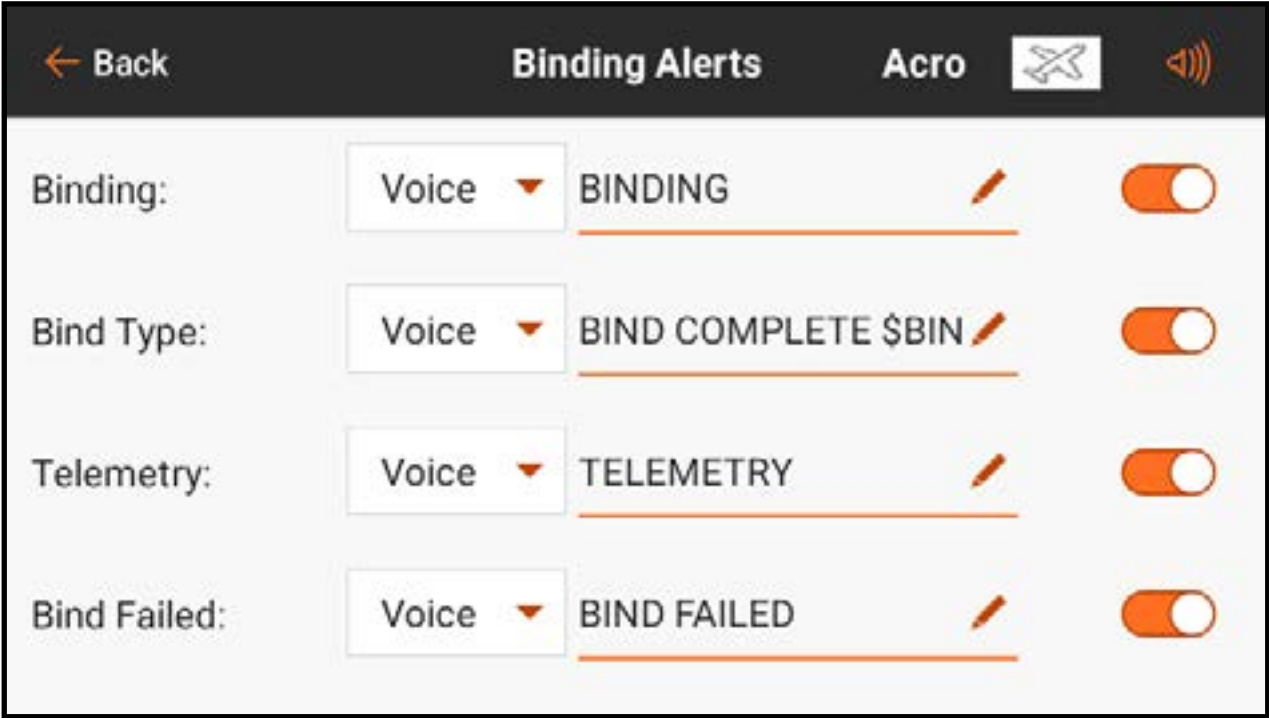 Back Binding Alerts Acro
Binding: Voice BINDING
Bind Type: Voice BIND COMPLETE $BIN
Telemetry: Voice TELEMETRY
Bind Failed: Voice BIND FAILED